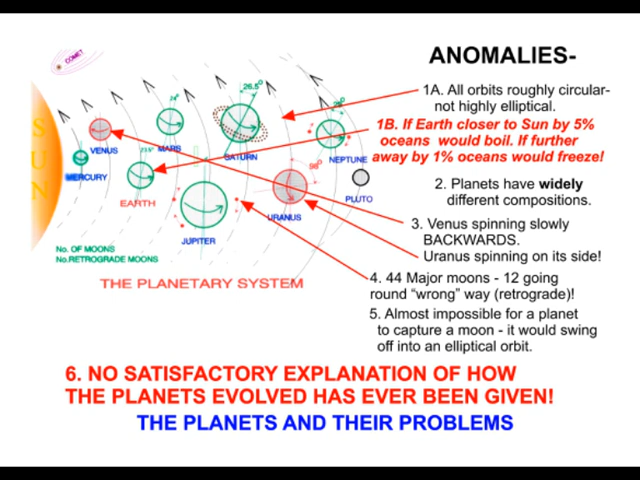 COMET
ANOMALIES-
1A. All orbits roughly circular-
not highly elliptical.
1B. If Earth closer to Sun by 5%
oceans would boil. If further
away by 1% oceans would freeze!
2. Planets have widely
different compositions.
3. Venus spinning slowly
BACKWARDS.
Uranus spinning on its side!
4. 44 Major moons - 12 going
round “wrong” way (retrograde)!
5. Almost impossible for a planet
to capture a moon - it would swing
off into an elliptical orbit.
SUN
MERCURY
VENUS
EARTH
MARS
JUPITER
26.5°
SATURN
98°
URANUS
NEPTUNE
PLUTO
No. OF MOONS
No.RETROGRADE MOONS
THE PLANETARY SYSTEM
6. NO SATISFACTORY EXPLANATION OF HOW
THE PLANETS EVOLVED HAS EVER BEEN GIVEN!
THE PLANETS AND THEIR PROBLEMS